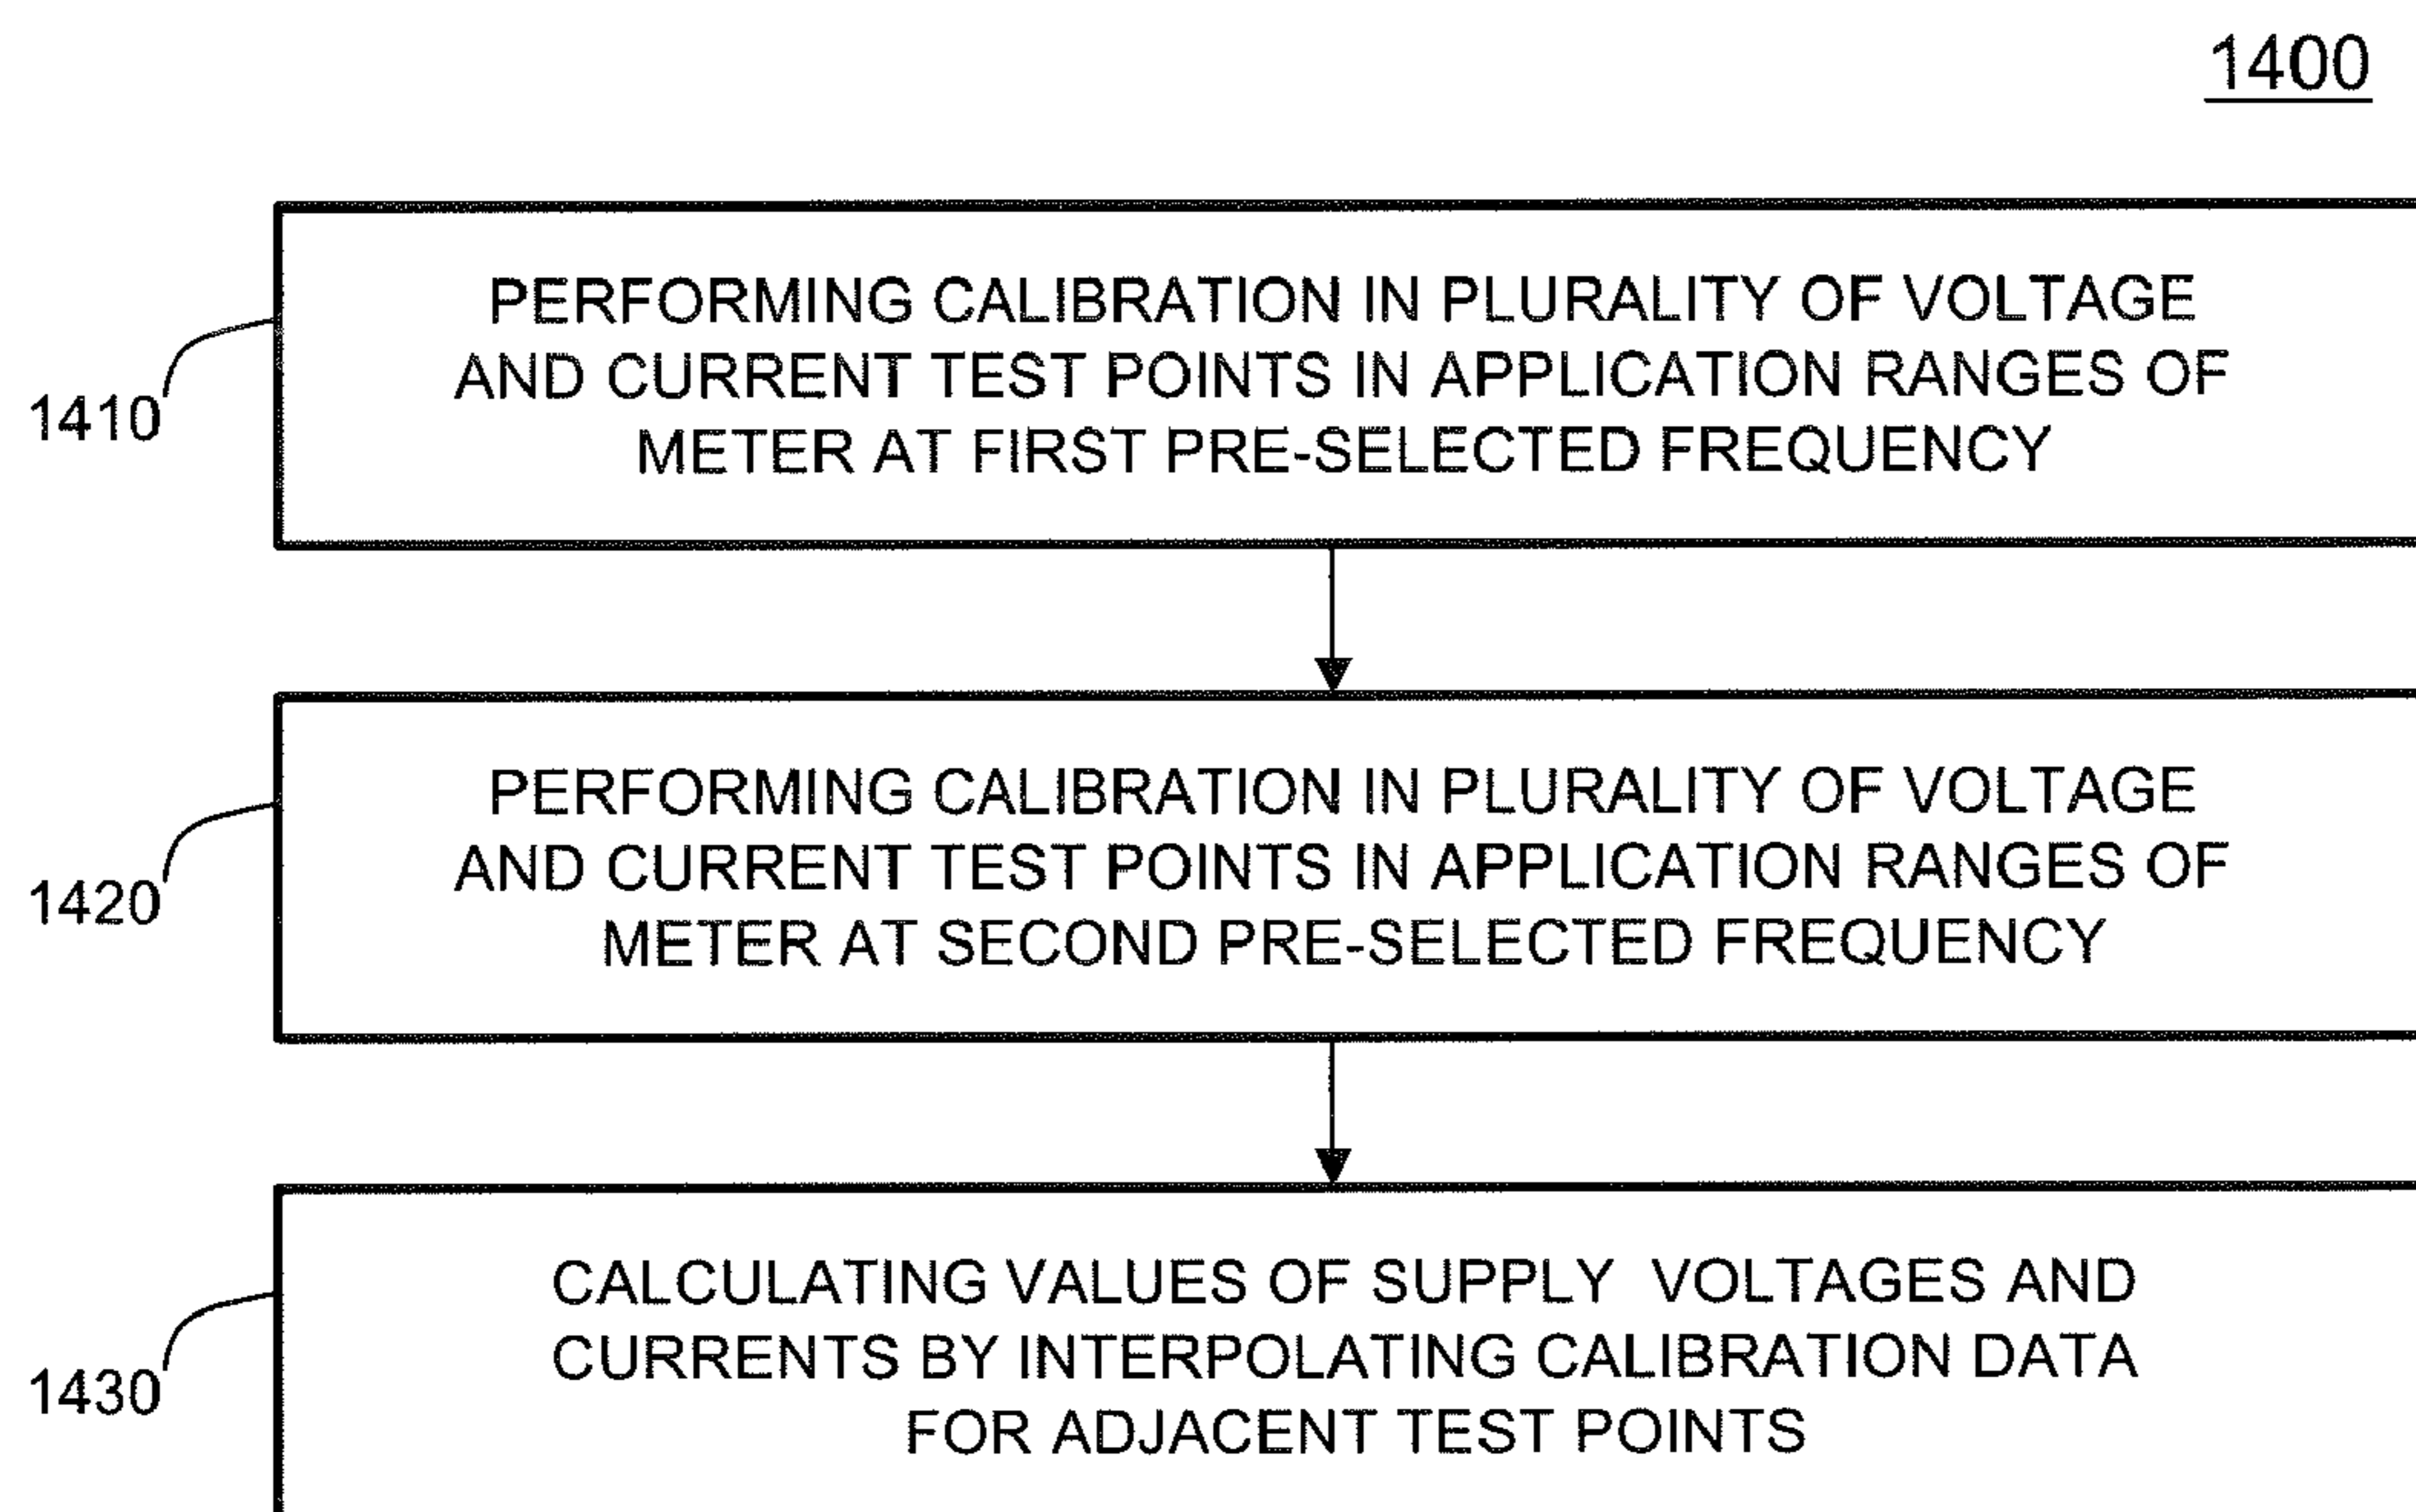 1400
PERFORMING CALIBRATION IN PLURALITY OF VOLTAGE
AND CURRENT TEST POINTS IN APPLICATION RANGES OF
METER AT FIRST PRE-SELECTED FREQUENCY
1410
PERFORMING CALIBRATION IN PLURALITY OF VOLTAGE
AND CURRENT TEST POINTS IN APPLICATION RANGES OF
METER AT SECOND PRE-SELECTED FREQUENCY
1420
CALCULATING VALUES OF SUPPLY VOLTAGES AND
CURRENTS BY INTERPOLATING CALIBRATION DATA
FOR ADJACENT TEST POINTS
1430